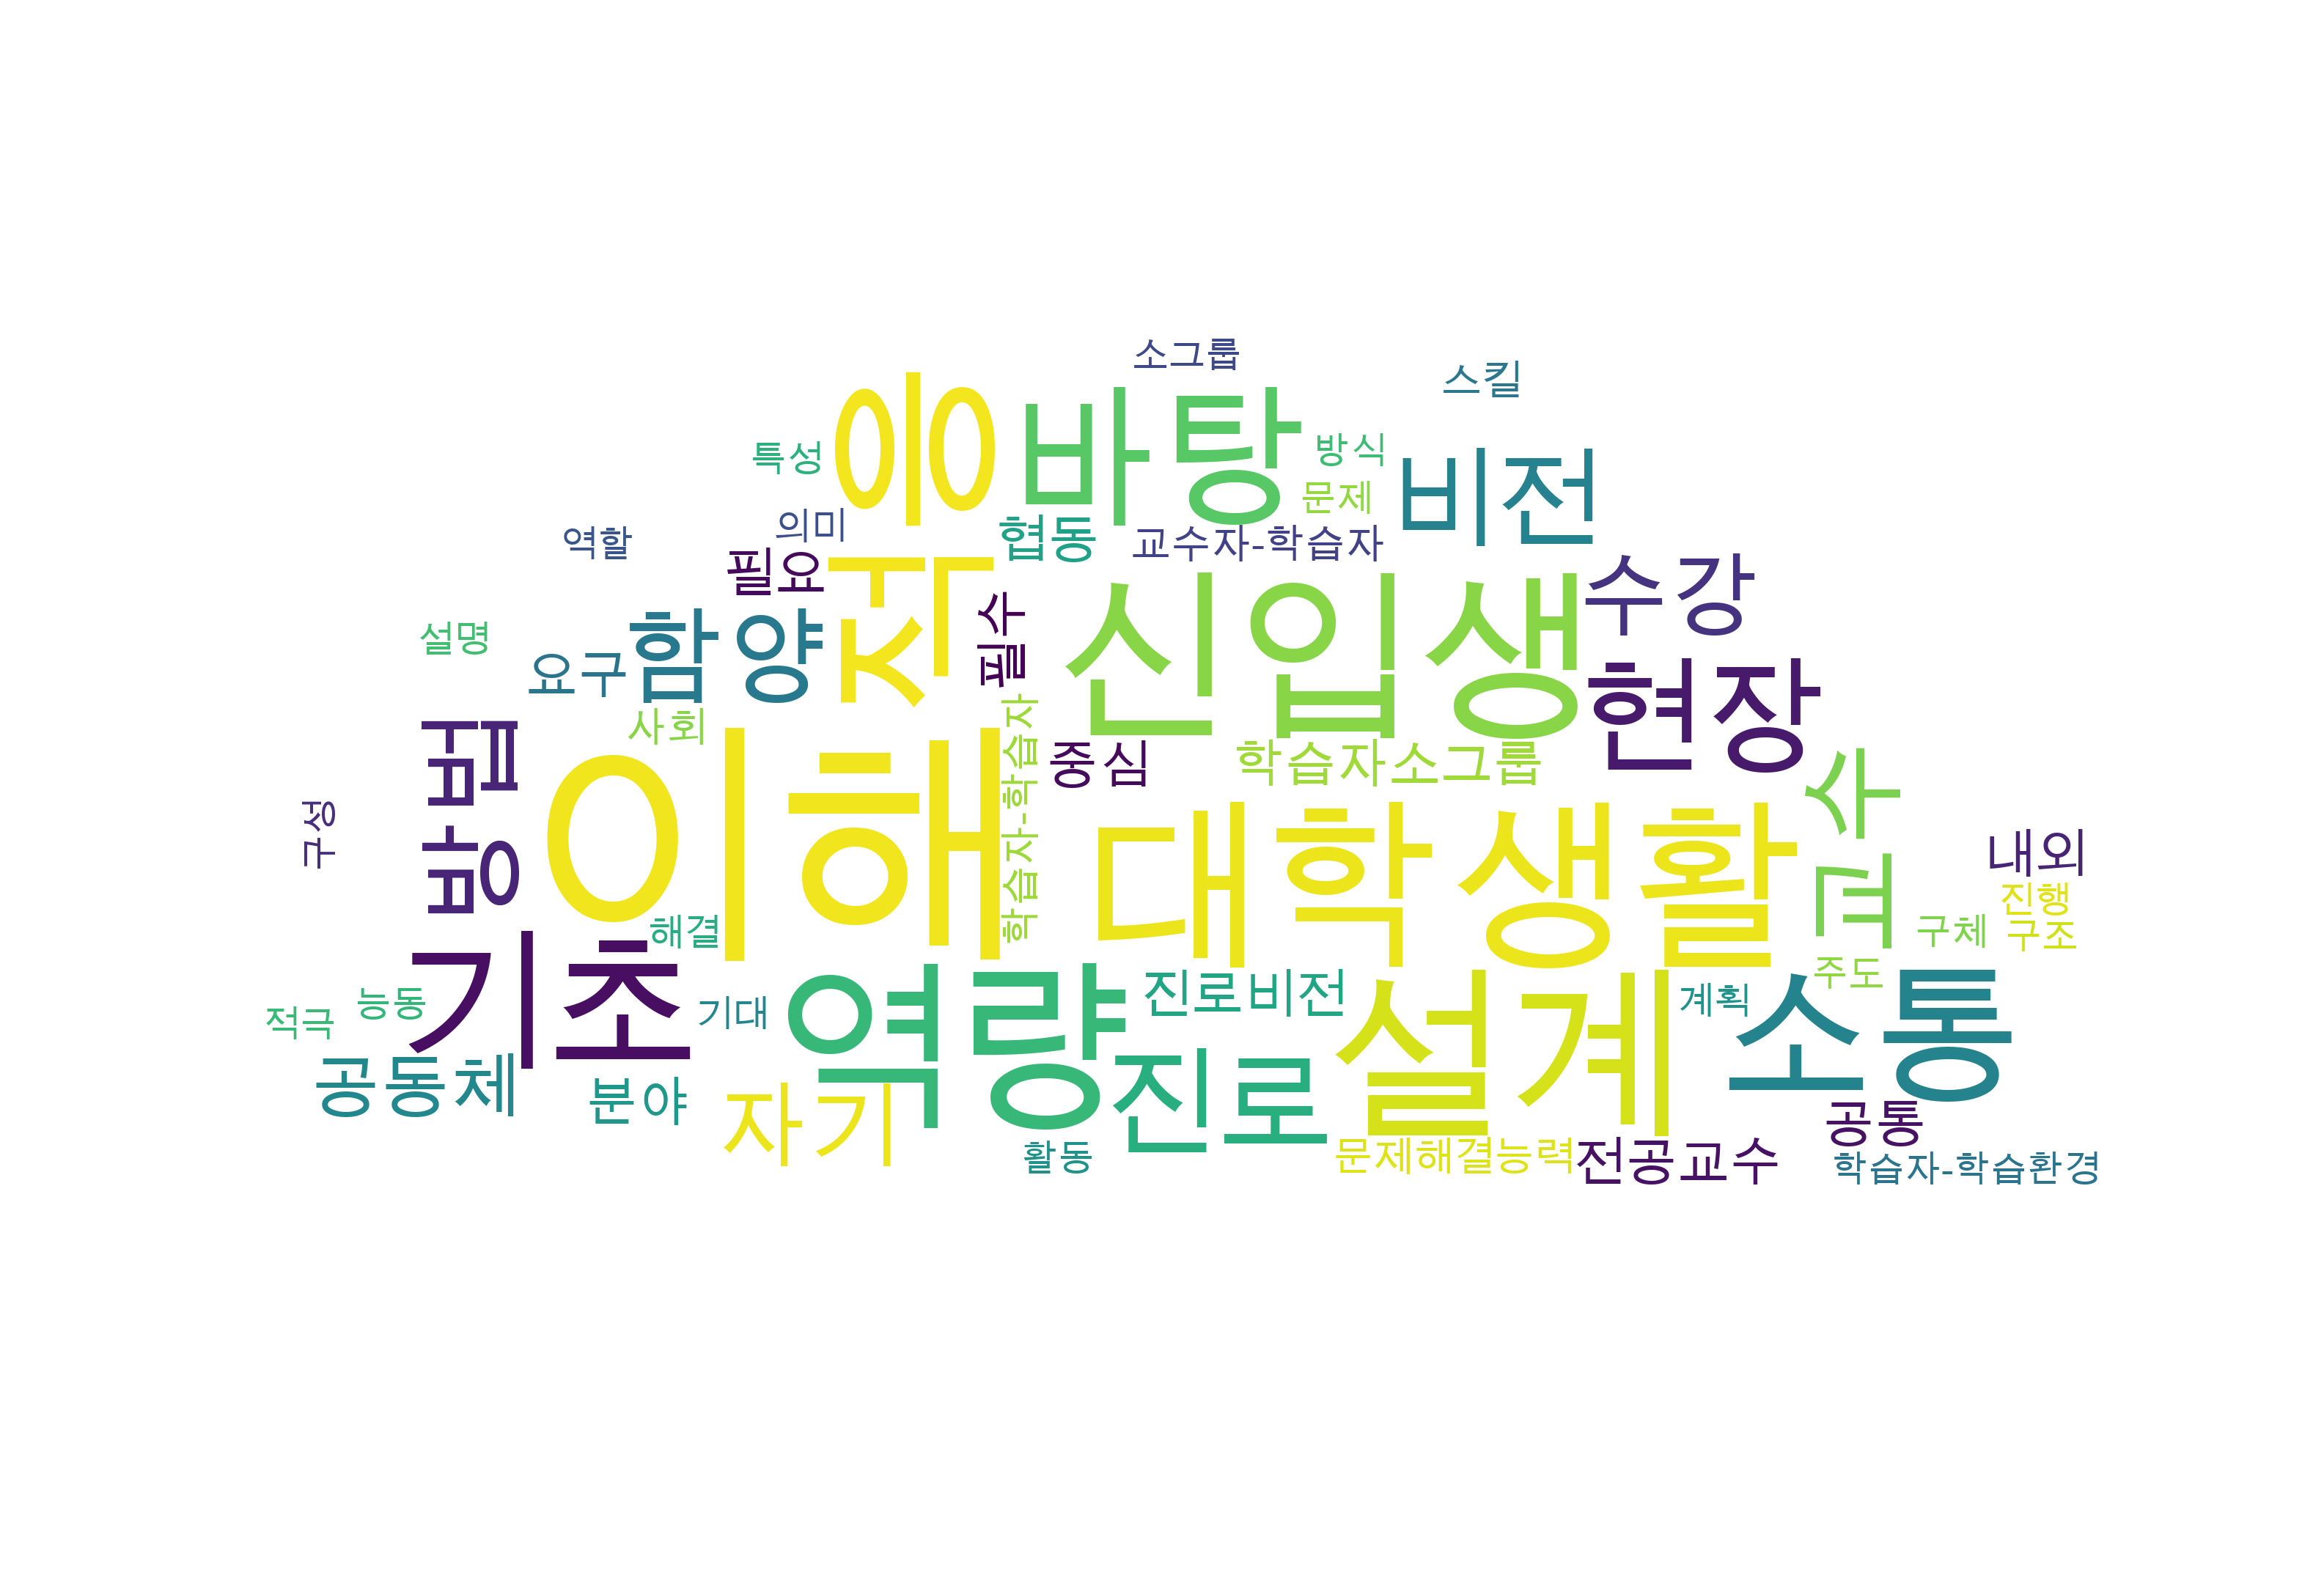 소그룹
스킬
바탕
특성
방식
비전
문제
의미
역할
협동
교수자-학습자
필요
적응
수강
신입생
필수
함양
설명
요구
현장
사회
방법
이해
학습자-학습자
중심
학습자소그룹
교수
구성
대학생활
내외
진행
해결
구체
구조
기초
주도
역량
진로비전
설계
계획
소통
능동
적극
기대
공동체
분야
자기
진로
공통
활동
문제해결능력
전공교수
학습자-학습환경